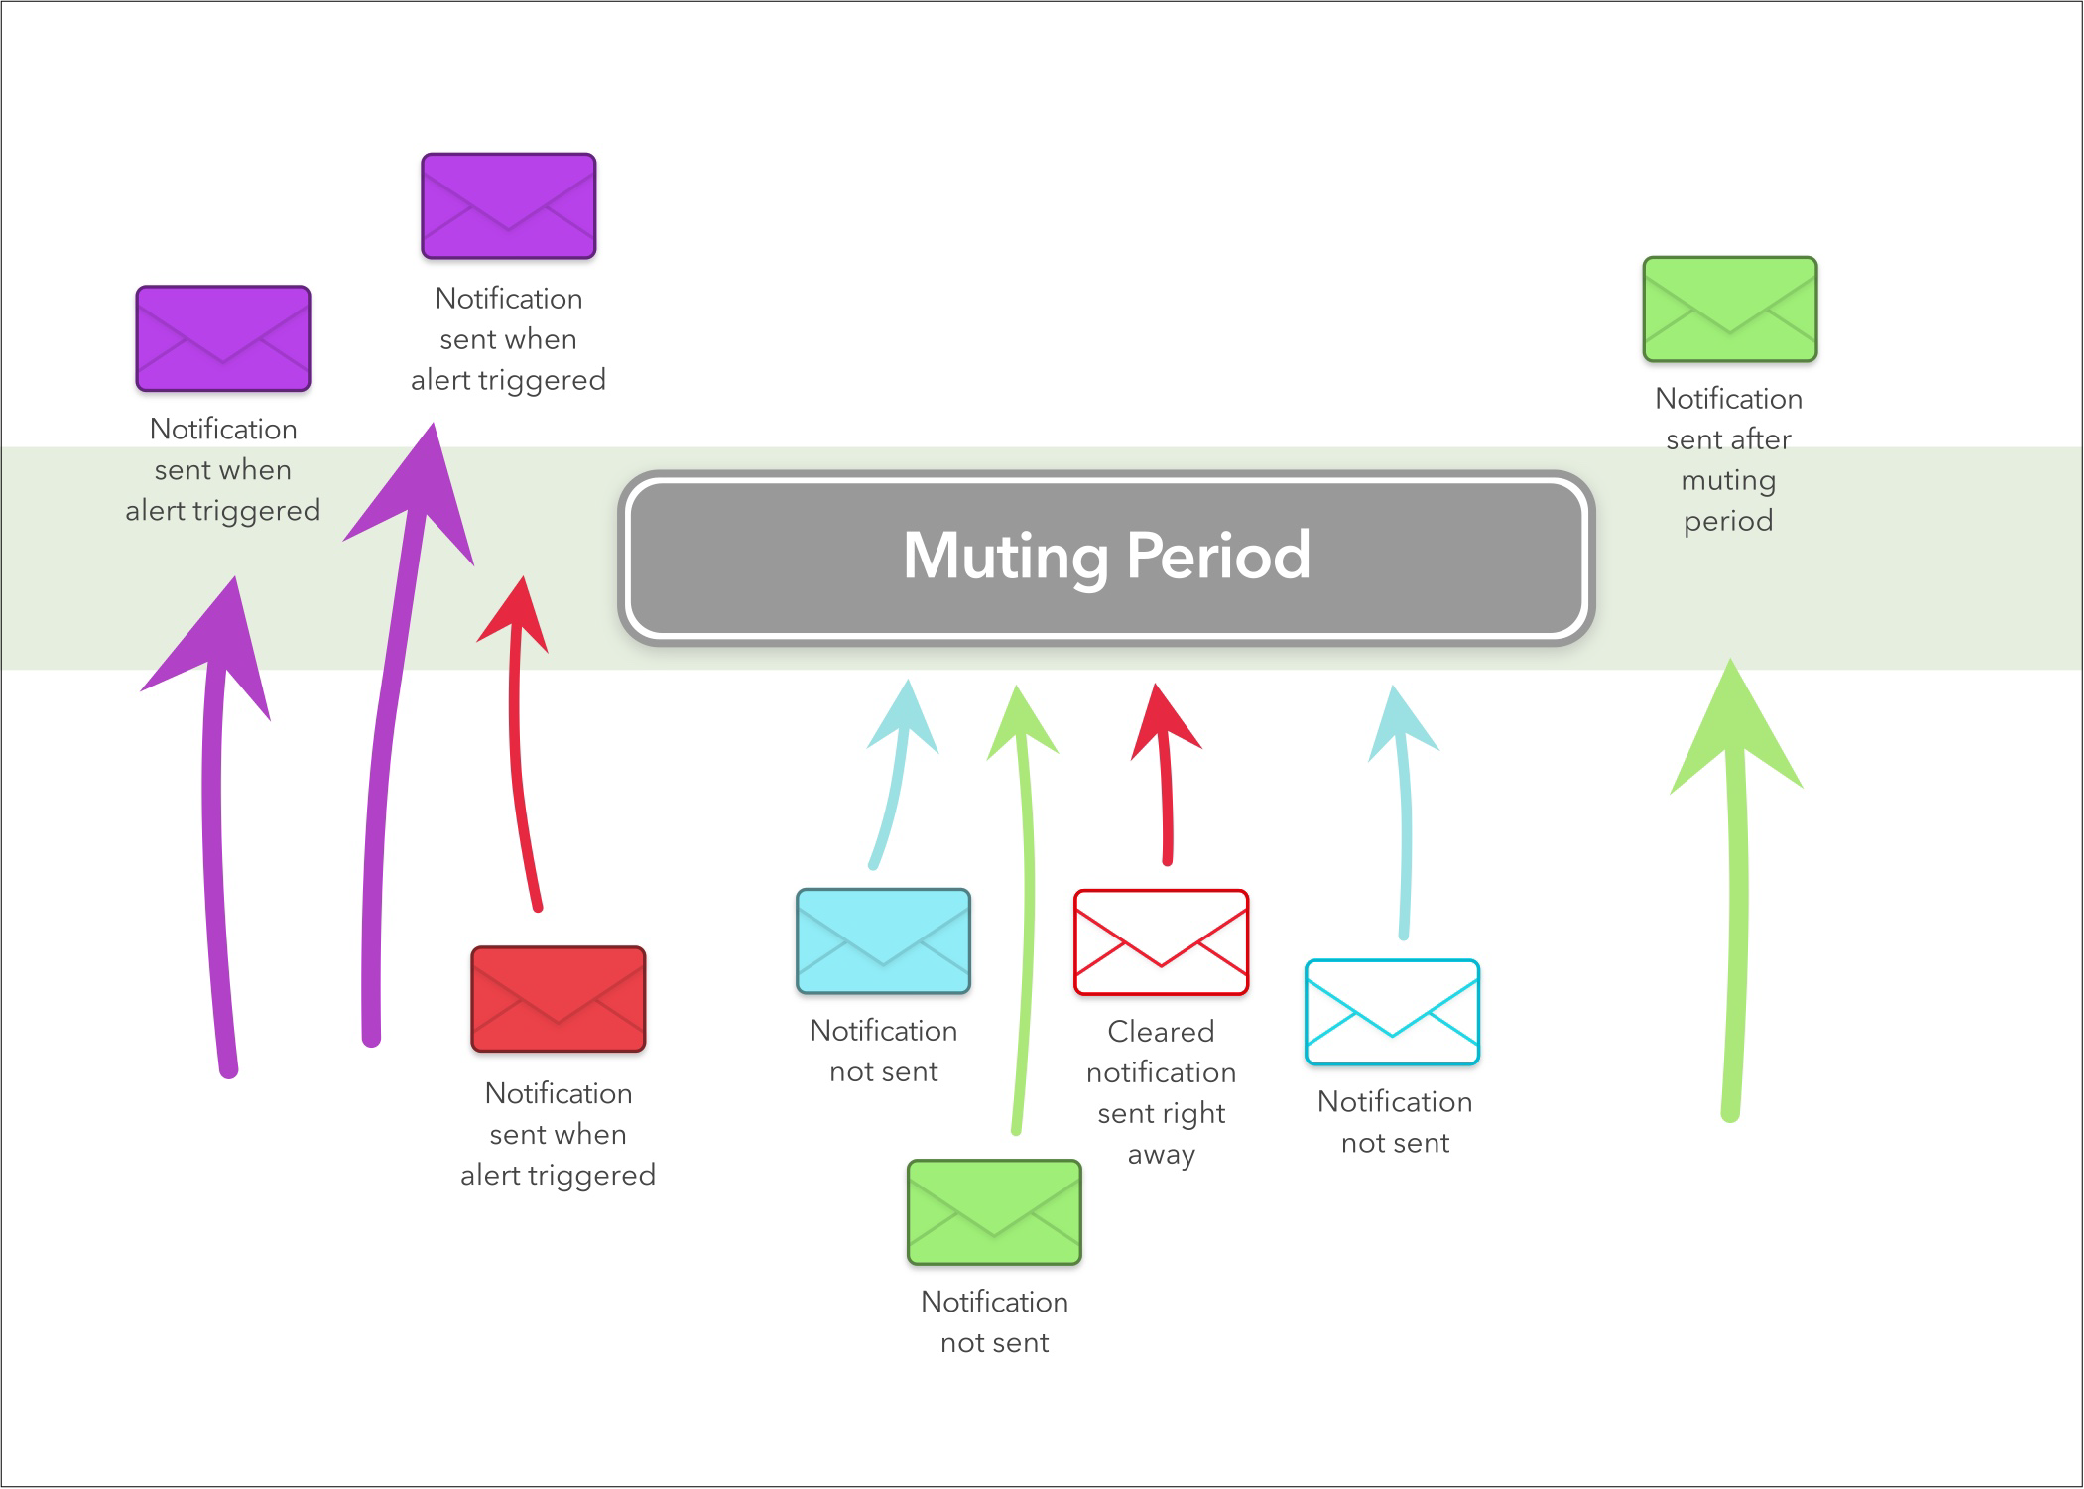 Notification
sent when
alert triggered
Notification
sent when
alert triggered
Notification
sent after
muting
period
Muting Period
Notification
sent when
alert triggered
Notification
not sent
Notification
not sent
Cleared
notification
sent right
away
Notification
not sent